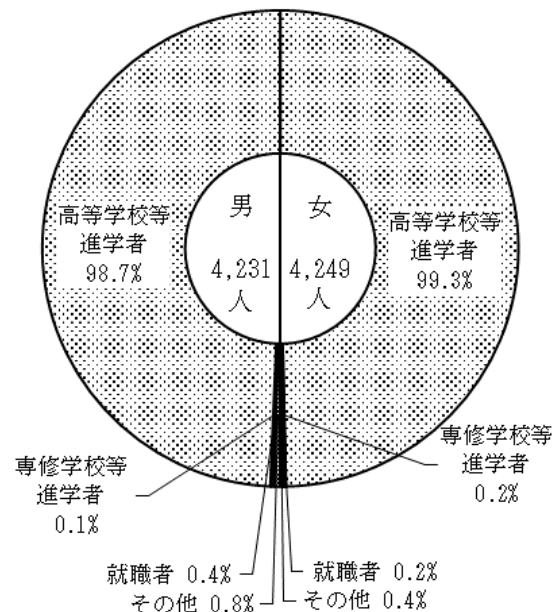 男
4,231
人
女
4,249
人
高等学校等
進学者
98.7%
高等学校等
進学者
99.3%
専修学校等
進学者
0.1%
専修学校等
進学者
0.2%
就職者 0.4%
就職者 0.2%
その他 0.8%
その他 0.4%